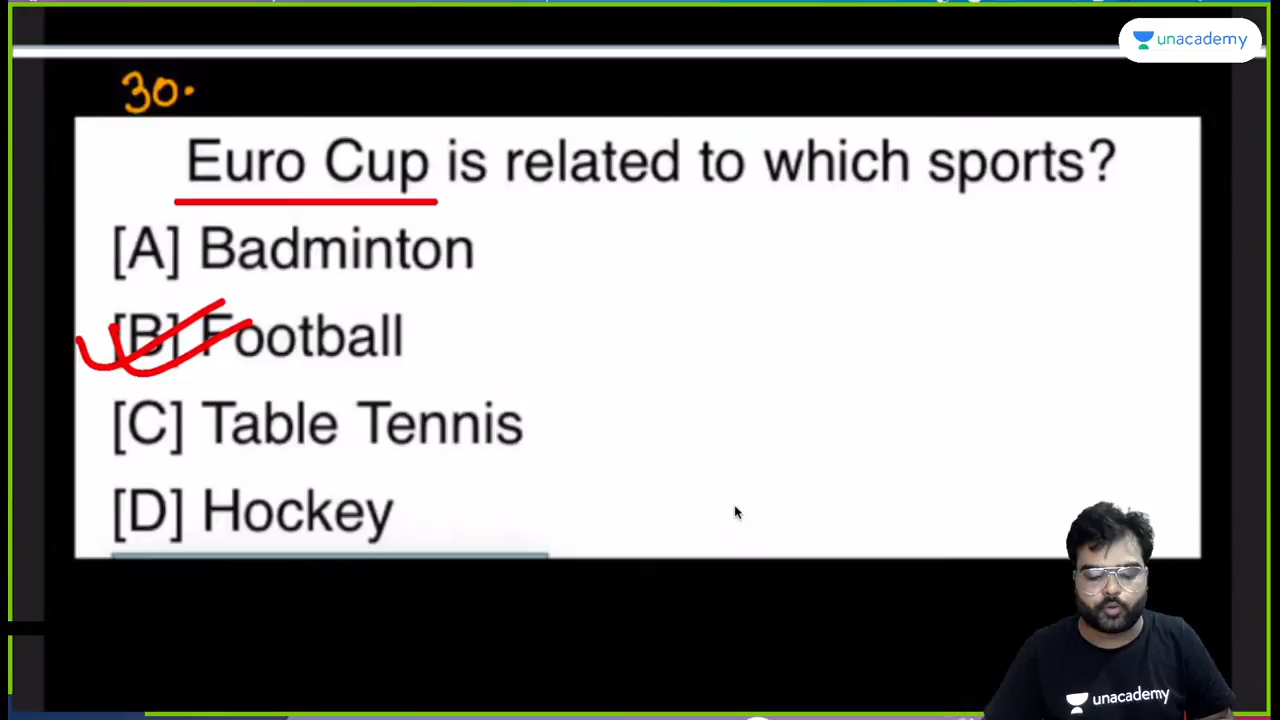 unacademy
30.
Euro Cup is related to which sports?
[A] Badminton
[B] Football
[C] Table Tennis
[D] Hockey
unacademy